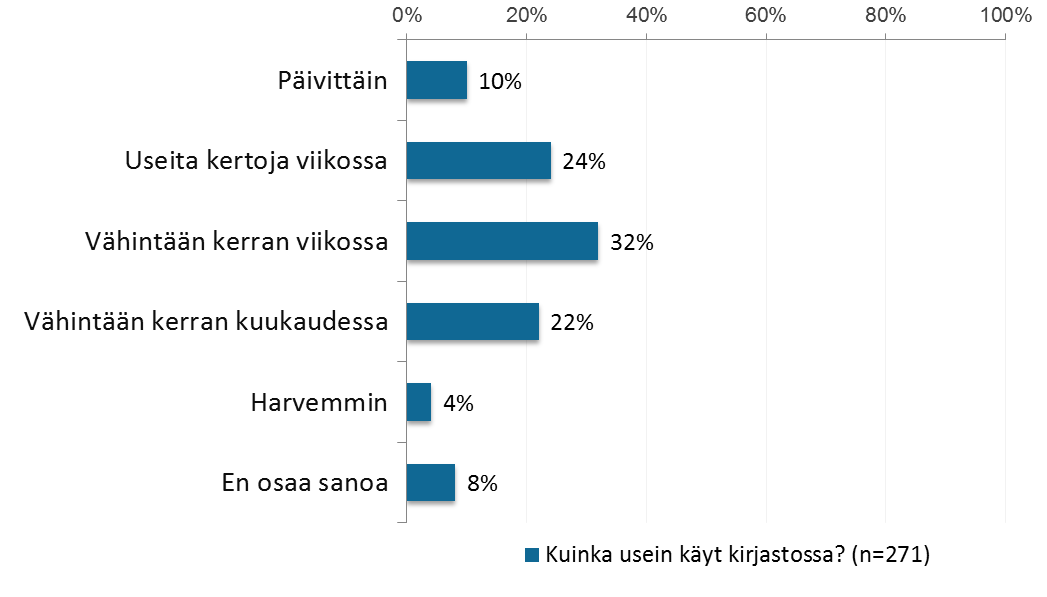 0% 20% 40% 60% 80% 100%
Päivittäin 10%
Useita kertoja viikossa 24%
Vähintään kerran viikossa 32%
Vähintään kerran kuukaudessa 22%
Harvemmin 4%
En osaa sanoa 8%
Kuinka usein käyt kirjastossa? (n=271)